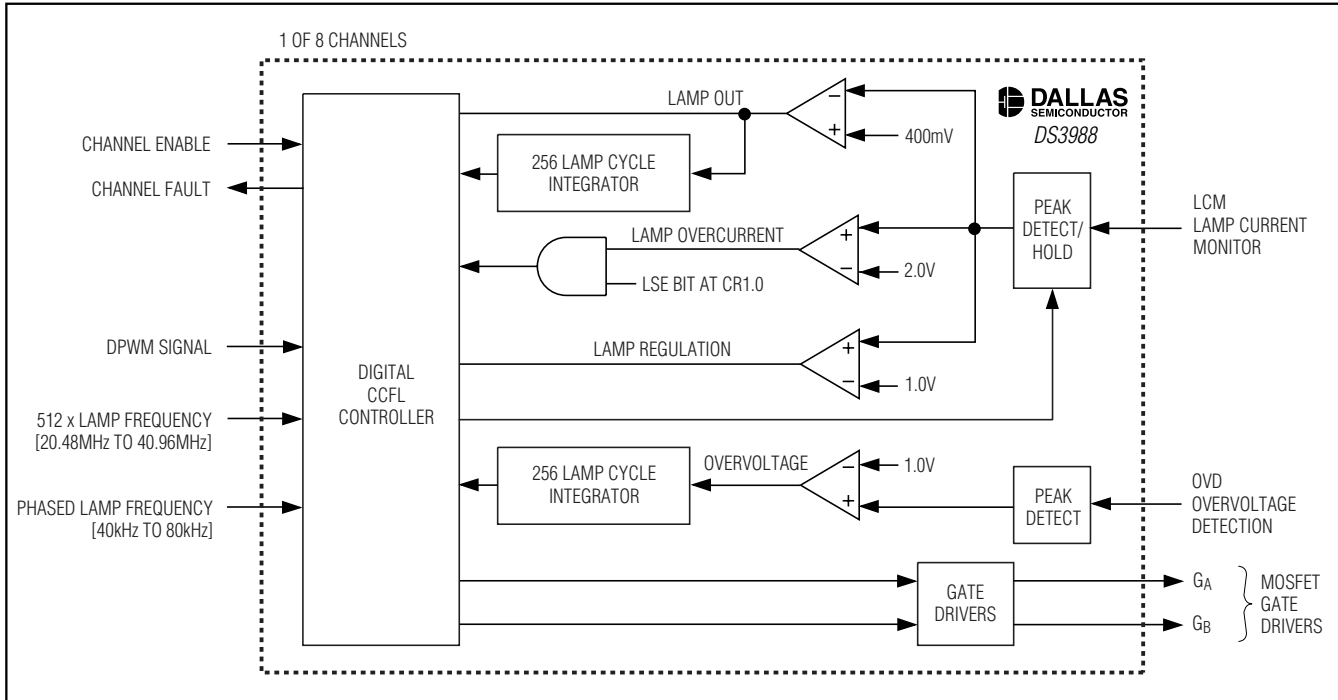 1 OF 8 CHANNELS
CHANNEL ENABLE
CHANNEL FAULT
DPWM SIGNAL
512 x LAMP FREQUENCY
[20.48MHz TO 40.96MHz]
PHASED LAMP FREQUENCY
[40kHz TO 80kHz]
DIGITAL
CCFL
CONTROLLER
LAMP OUT
256 LAMP CYCLE
INTEGRATOR
−
+
400mV
LAMP OVERCURRENT
LSE BIT AT CR1.0
+
−
2.0V
LAMP REGULATION
+
−
1.0V
256 LAMP CYCLE
INTEGRATOR
OVERVOLTAGE
−
+
1.0V
DALLAS
SEMICONDUCTOR
DS3988
PEAK
DETECT/
HOLD
LCM
LAMP CURRENT
MONITOR
PEAK
DETECT
OVD
OVERVOLTAGE
DETECTION
GATE
DRIVERS
GA
GB
MOSFET
GATE
DRIVERS